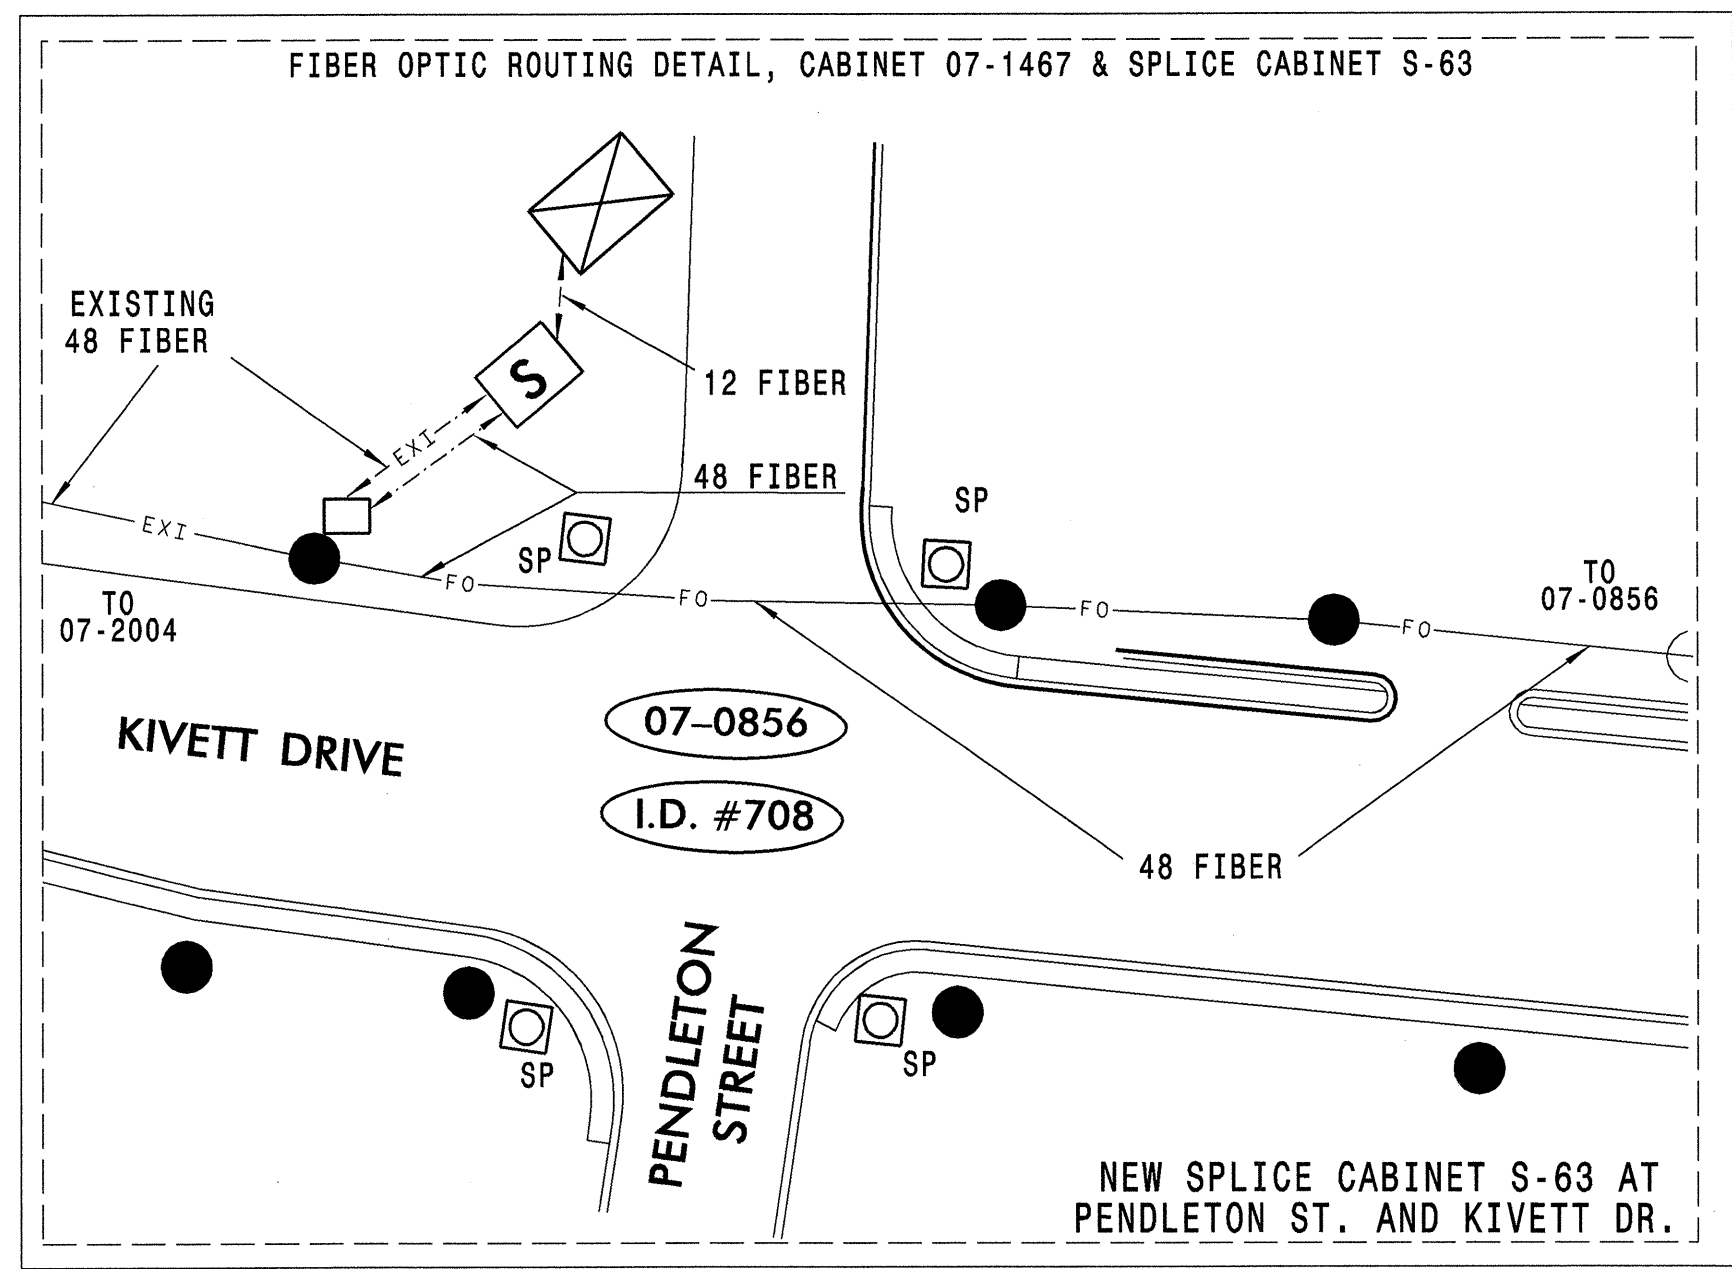 FIBER OPTIC ROUTING DETAIL, CABINET 07-1467 & SPLICE CABINET S-63
EXISTING
48 FIBER
S
12 FIBER
EXI
48 FIBER
SP
EXI
SP
FO
FO
FO
FO
TO
07-0856
TO
07-2004
KIVETT DRIVE
07-0856
I.D. #708
48 FIBER
PENDLETON
STREET
SP
SP
NEW SPLICE CABINET S-63 AT
PENDLETON ST. AND KIVETT DR.